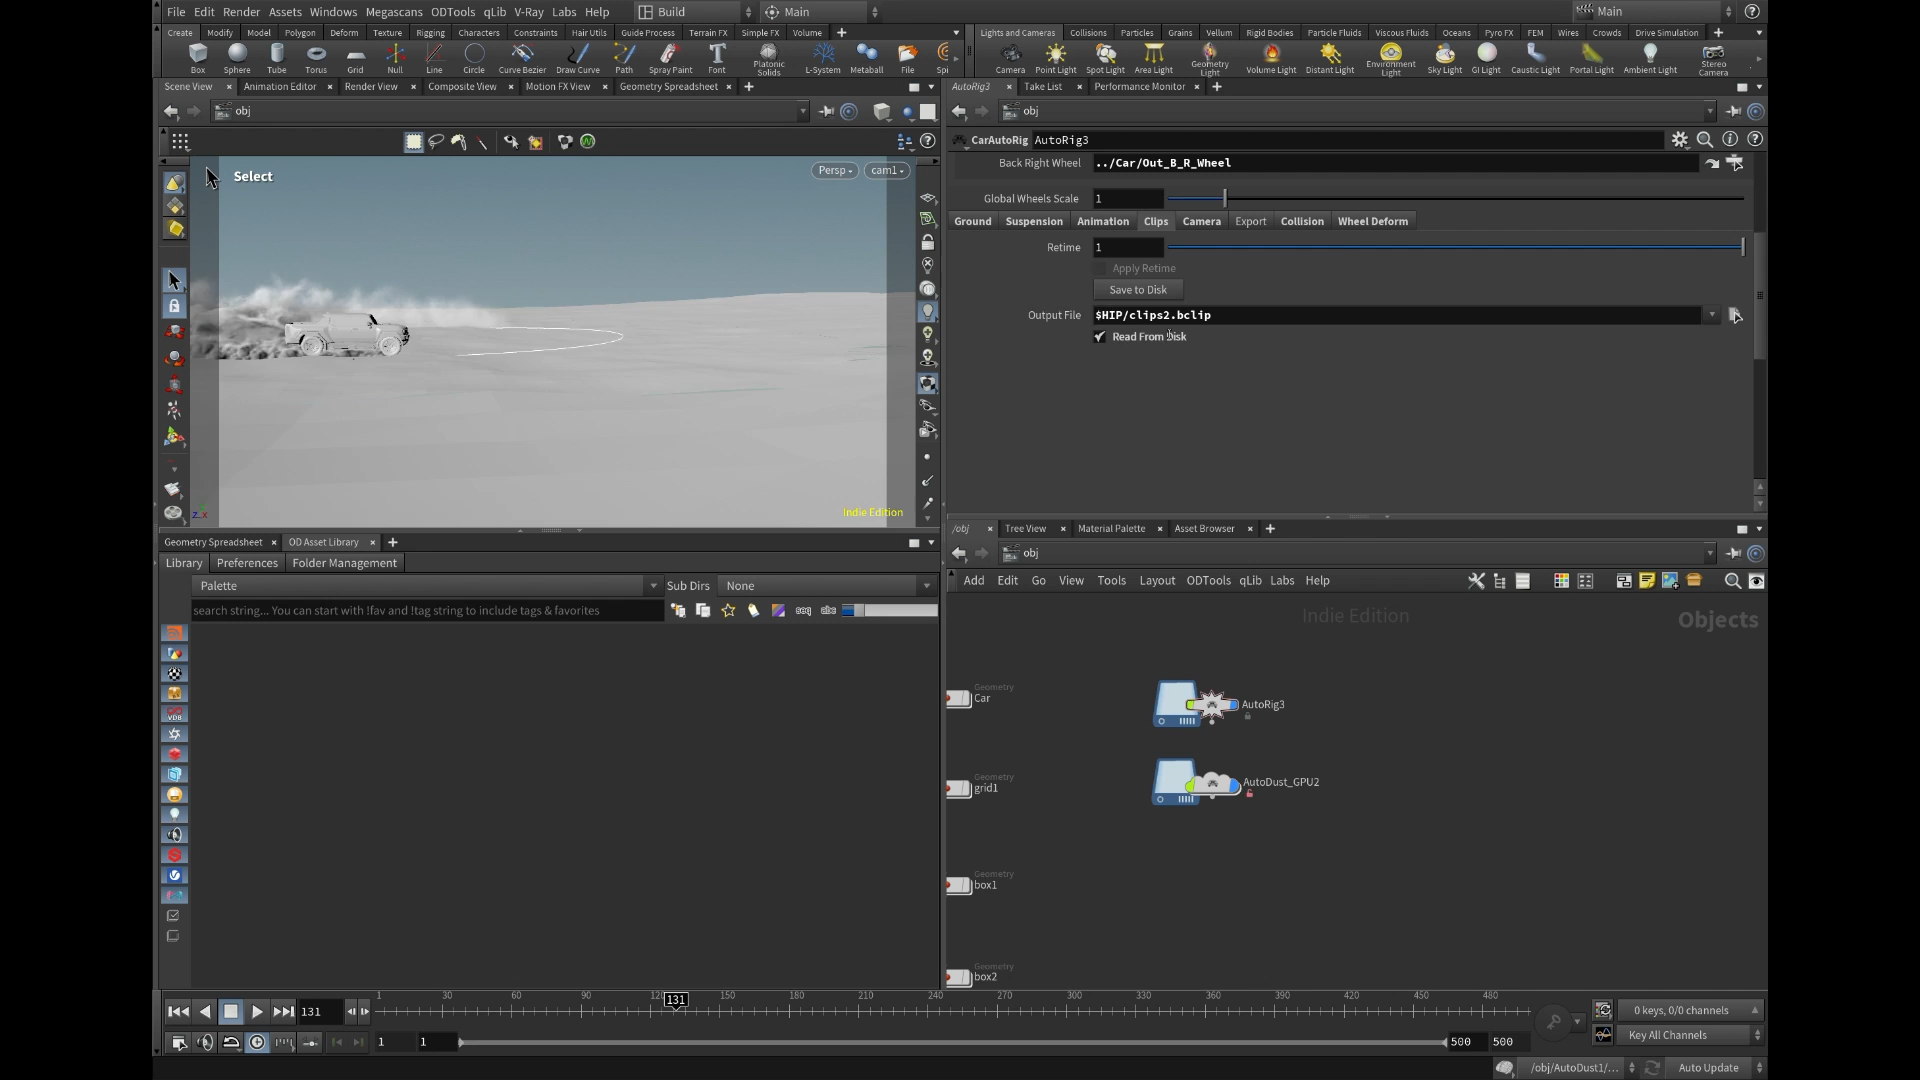 File Edit Render Assets Windows Megascans ODTools qLib V-Ray Labs Help Build Main Main
Create Modify Model Polygon Deform Texture Rigging Characters Constraints Hair Utils Guide Process Terrain FX Simple FX Volume
Lights and Cameras Collisions Particles Grains Vellum Rigid Bodies Particle Fluids Viscous Fluids Oceans Pyro FX FEM Wires Crowds Drive Simulation
Box Sphere Tube Torus Grid Null Line Circle Curve Bezier Draw Curve Path Spray Paint Font Platonic Solids L-System Metaball File Spi
Camera Point Light Spot Light Area Light Geometry Light Volume Light Distant Light Environment Light Sky Light GI Light Caustic Light Portal Light Ambient Light Stereo Camera
Scene View Animation Editor Render View Composite View Motion FX View Geometry Spreadsheet
AutoRig3 Take List Performance Monitor
obj
obj
CarAutoRig AutoRig3
Select
Persp cam1
Back Right Wheel ../Car/Out_B_R_Wheel
Global Wheels Scale 1
Ground Suspension Animation Clips Camera Export Collision Wheel Deform
Retime 1
Apply Retime
Save to Disk
Output File $HIP/clips2.bclip
Read From Disk
z x
Indie Edition
/obj Tree View Material Palette Asset Browser
Geometry Spreadsheet OD Asset Library
obj
Library Preferences Folder Management
Add Edit Go View Tools Layout ODTools qLib Labs Help
Palette Sub Dirs None
search string... You can start with !fav and !tag string to include tags & favorites
seq abc
VDB
Indie Edition
Objects
Geometry
Car
AutoRig3
Geometry
grid1
AutoDust_GPU2
Geometry
box1
Geometry
box2
131
1 30 60 90 120 131 150 180 210 240 270 300 330 360 390 420 450 480
0 keys, 0/0 channels
1 1 500 500
Key All Channels
/obj/AutoDust1/... Auto Update